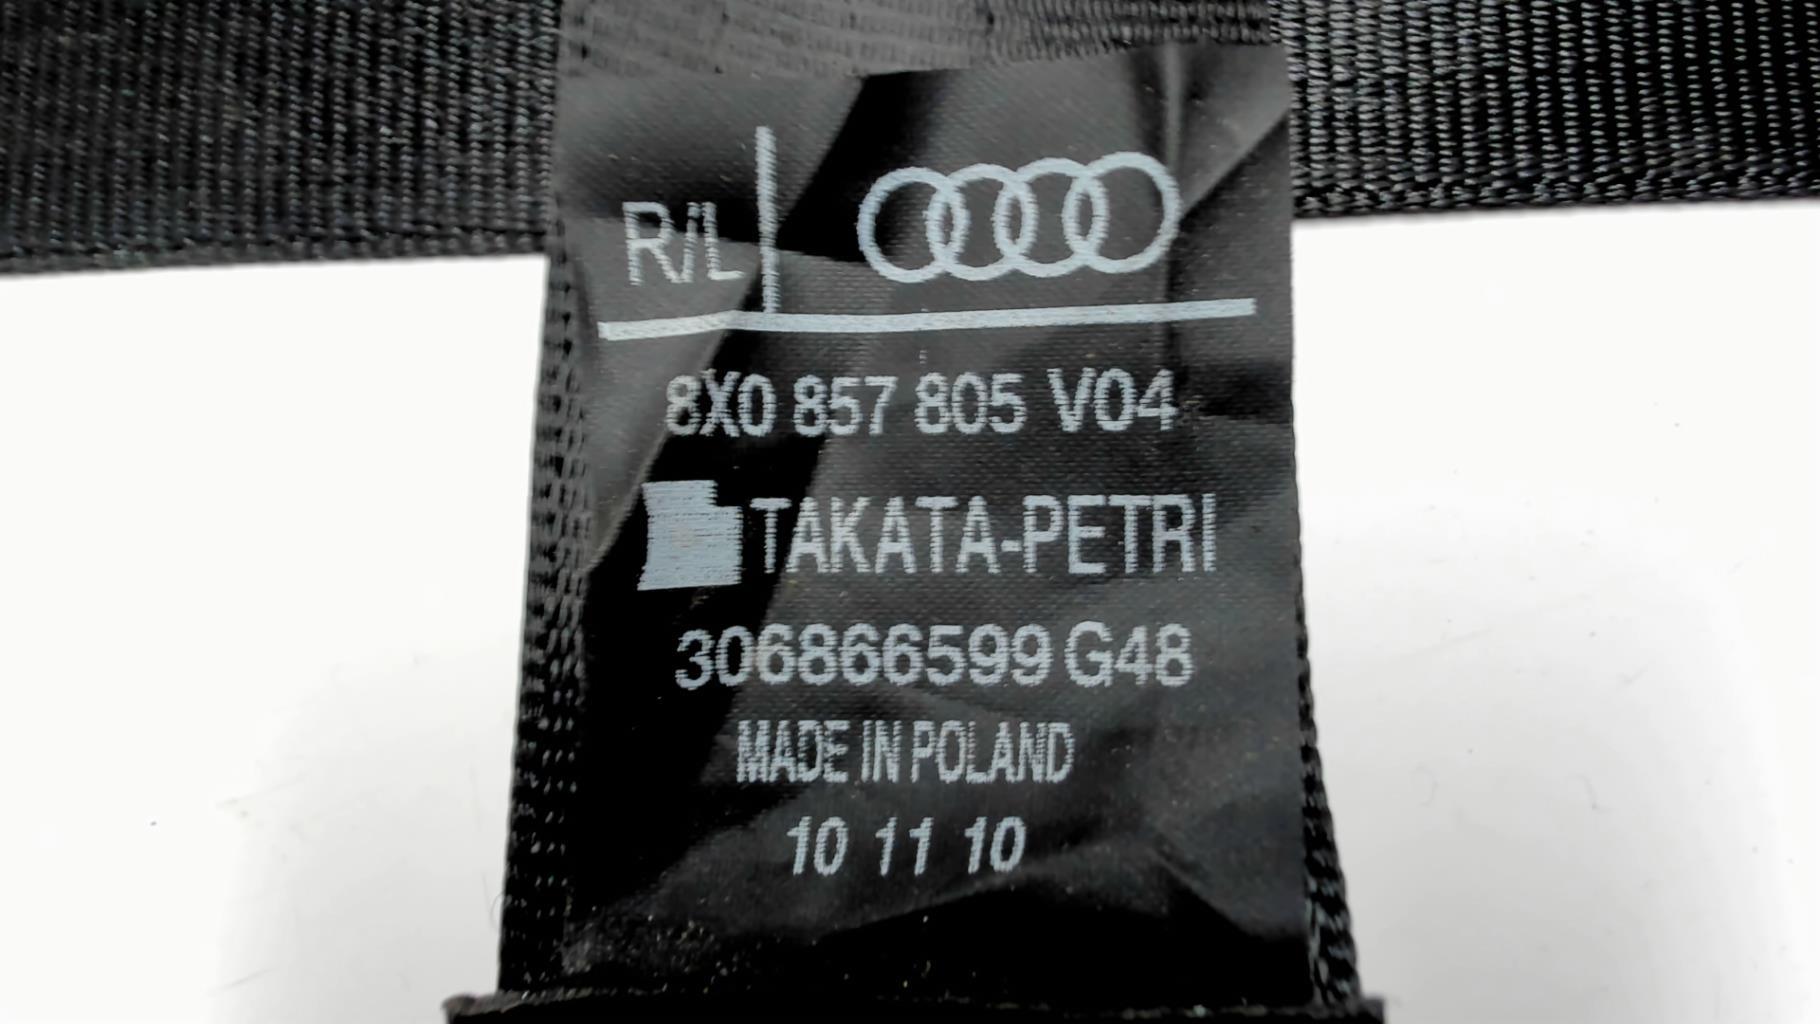 R/L
8X0 857 805 V04
TAKATA-PETRI
306866599 G48
MADE IN POLAND
10 11 10